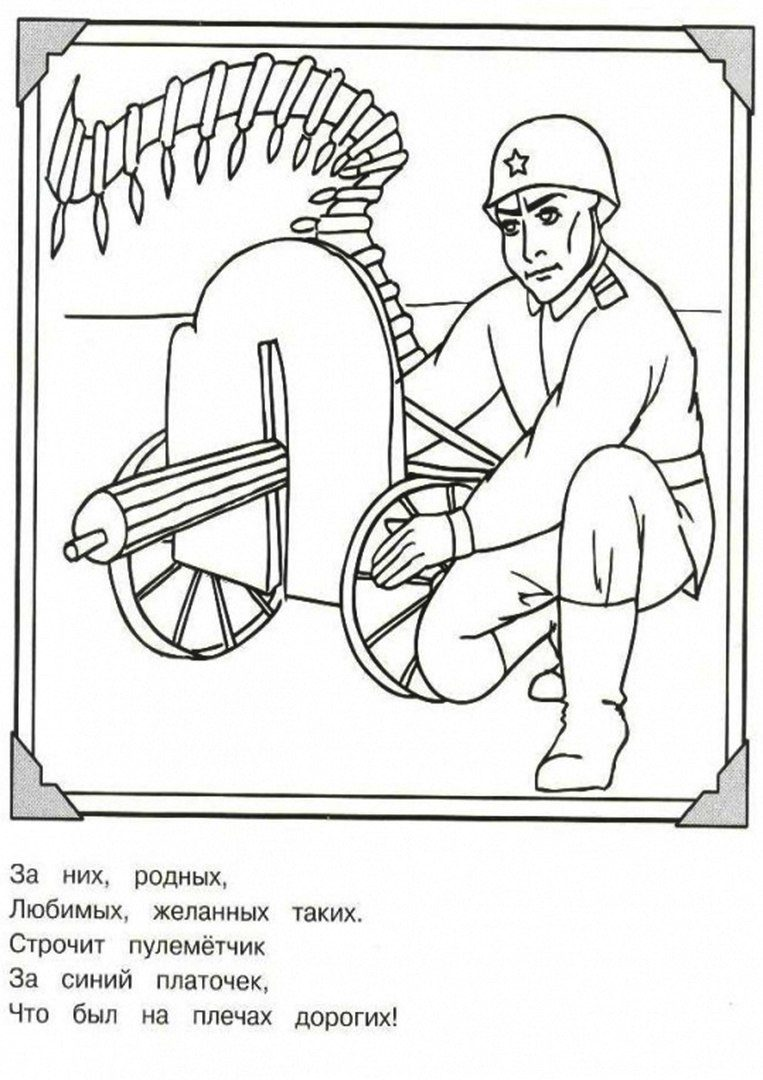 За них, родных,
Любимых, желанных таких.
Строчит пулемётчик
За синий платочек,
Что был на плечах дорогих!